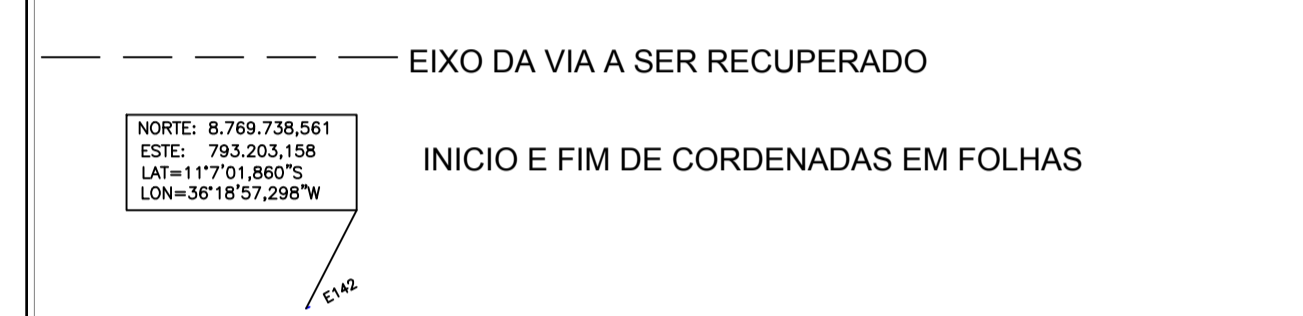 EIXO DA VIA A SER RECUPERADO
NORTE: 8.769.738,561
ESTE: 793.203,158
LAT=11°7'01,860"S
LON=36°18'57,298"W
INICIO E FIM DE CORDENADAS EM FOLHAS
E142